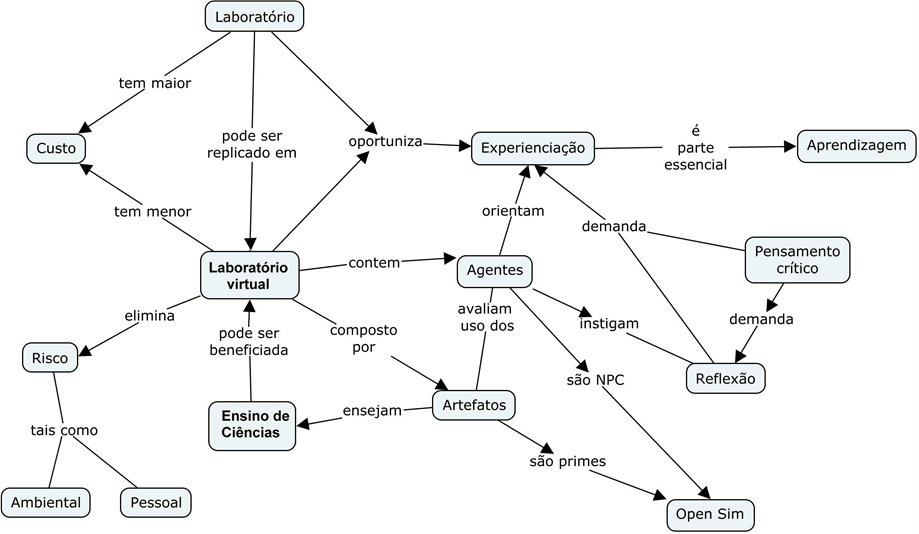 Laboratório
tem maior
Custo
pode ser
replicado em
oportuniza
Experienciação
é
parte
essencial
Aprendizagem
tem menor
orientam
demanda
Pensamento
crítico
Laboratório
virtual
contem
Agentes
elimina
pode ser
beneficiada
composto
por
avaliam
uso dos
instigam
demanda
Risco
são NPC
Reflexão
tais como
Ensino de
Ciências
ensejam
Artefatos
são primes
Ambiental
Pessoal
Open Sim